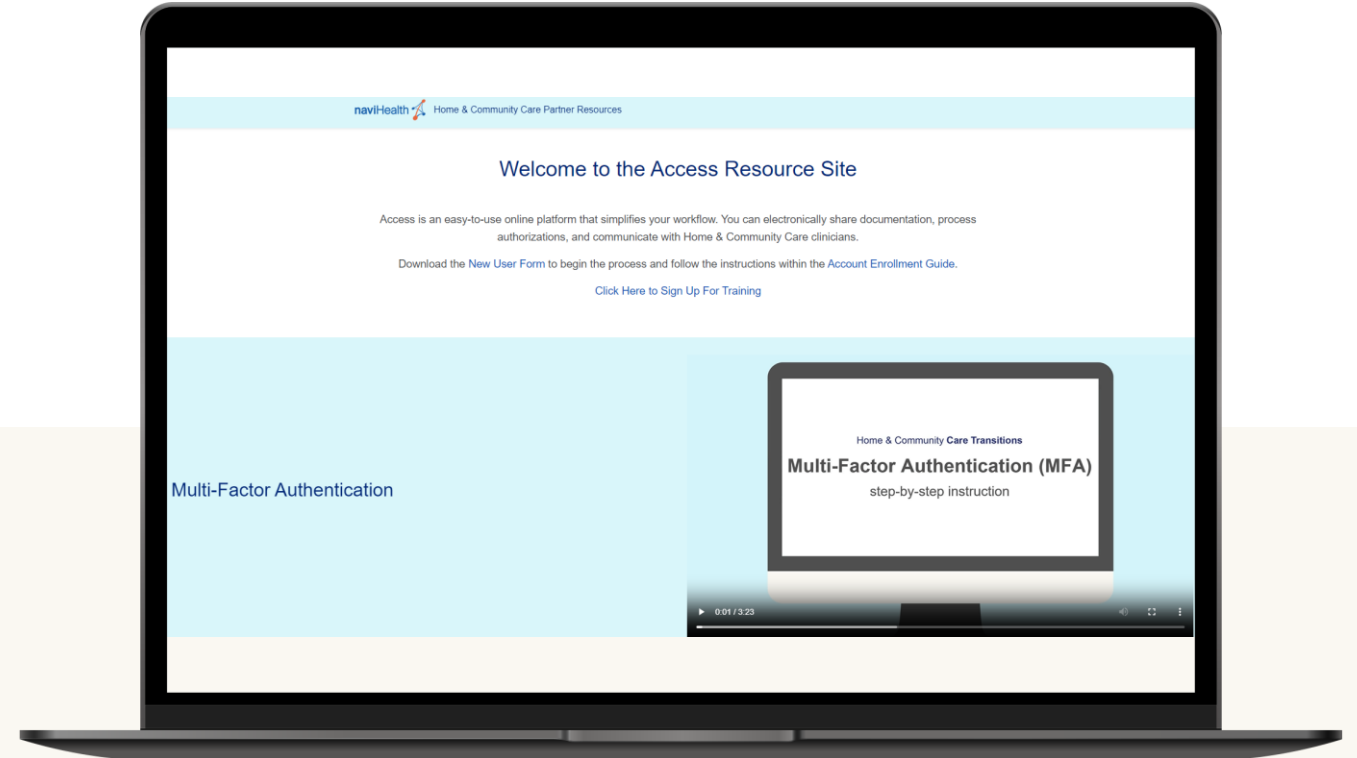 naviHealth Home & Community Care Partner Resources
Welcome to the Access Resource Site
Access is an easy-to-use online platform that simplifies your workflow. You can electronically share documentation, process
authorizations, and communicate with Home & Community Care clinicians.
Download the New User Form to begin the process and follow the instructions within the Account Enrollment Guide.
Click Here to Sign Up For Training
Multi-Factor Authentication
Home & Community Care Transitions
Multi-Factor Authentication (MFA)
step-by-step instruction
0:01 / 3:23